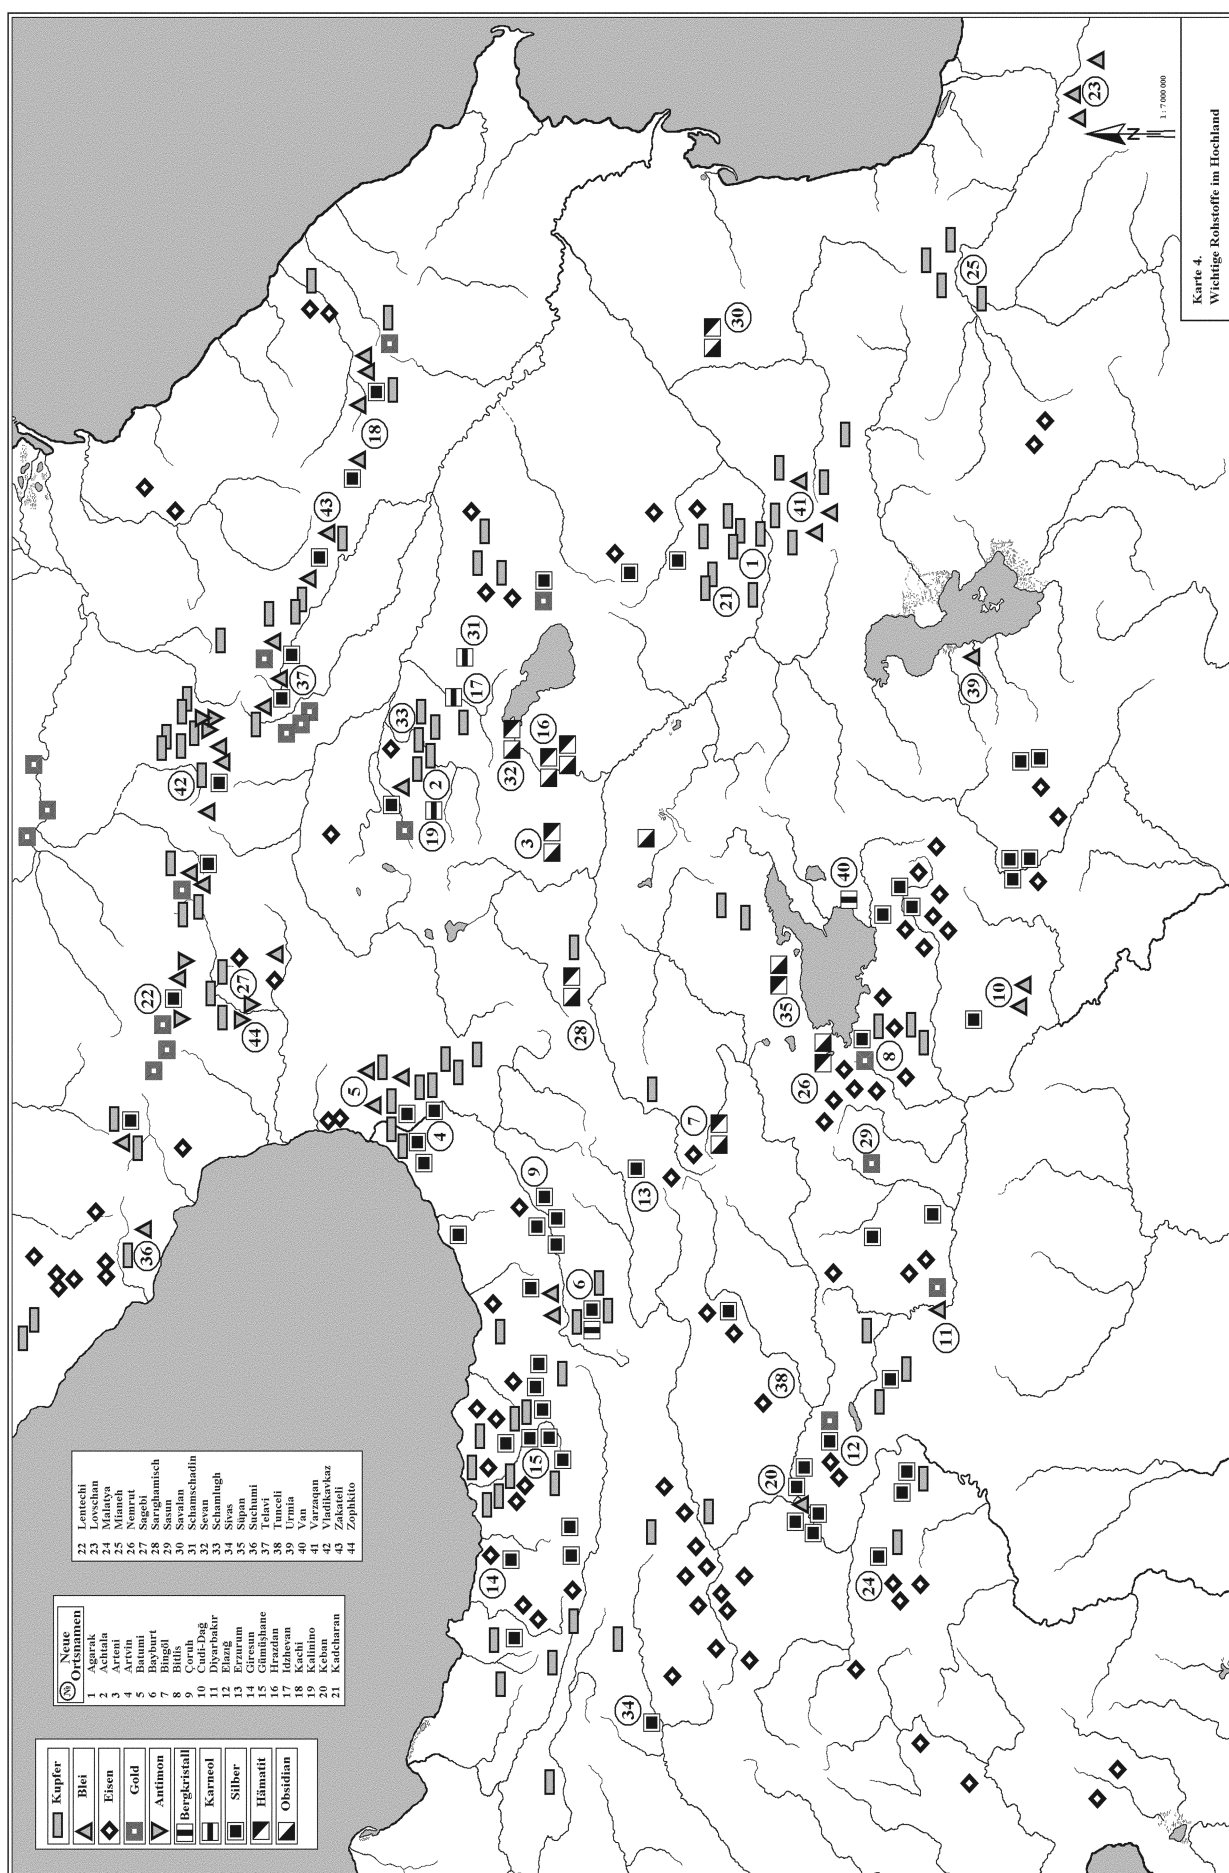 Kupfer
Blei
Eisen
Gold
Antimon
Bergkristall
Karneol
Silber
Hämatit
Obsidian
№ Neue
Ortsnamen
1 Agarak
2 Achtala
3 Arteni
4 Artvin
5 Batumi
6 Bayburt
7 Bingöl
8 Bitlis
9 Çoruh
10 Cudi-Dağ
11 Diyarbakır
12 Elazığ
13 Erzurum
14 Giresun
15 Gümüşhane
16 Hrazdan
17 Idzhevan
18 Kachi
19 Kalinino
20 Keban
21 Kadcharan
22 Lentechi
23 Lovschan
24 Malatya
25 Mianeh
26 Nemrut
27 Sagebi
28 Sarıghamisch
29 Sasun
30 Savalan
31 Schamschadin
32 Sevan
33 Schamlugh
34 Sivas
35 Süpan
36 Suchumi
37 Telavi
38 Tunceli
39 Urmia
40 Van
41 Varzaqan
42 Vladikavkaz
43 Zakateli
44 Zophkito
36
22
44
27
42
37
43
18
5
4
19
2
33
17
31
9
6
15
14
34
13
28
3
32
16
7
38
20
12
24
11
29
26
8
35
40
10
21
1
41
39
30
25
23
N
1 : 7 000 000
Karte 4.
Wichtige Rohstoffe im Hochland